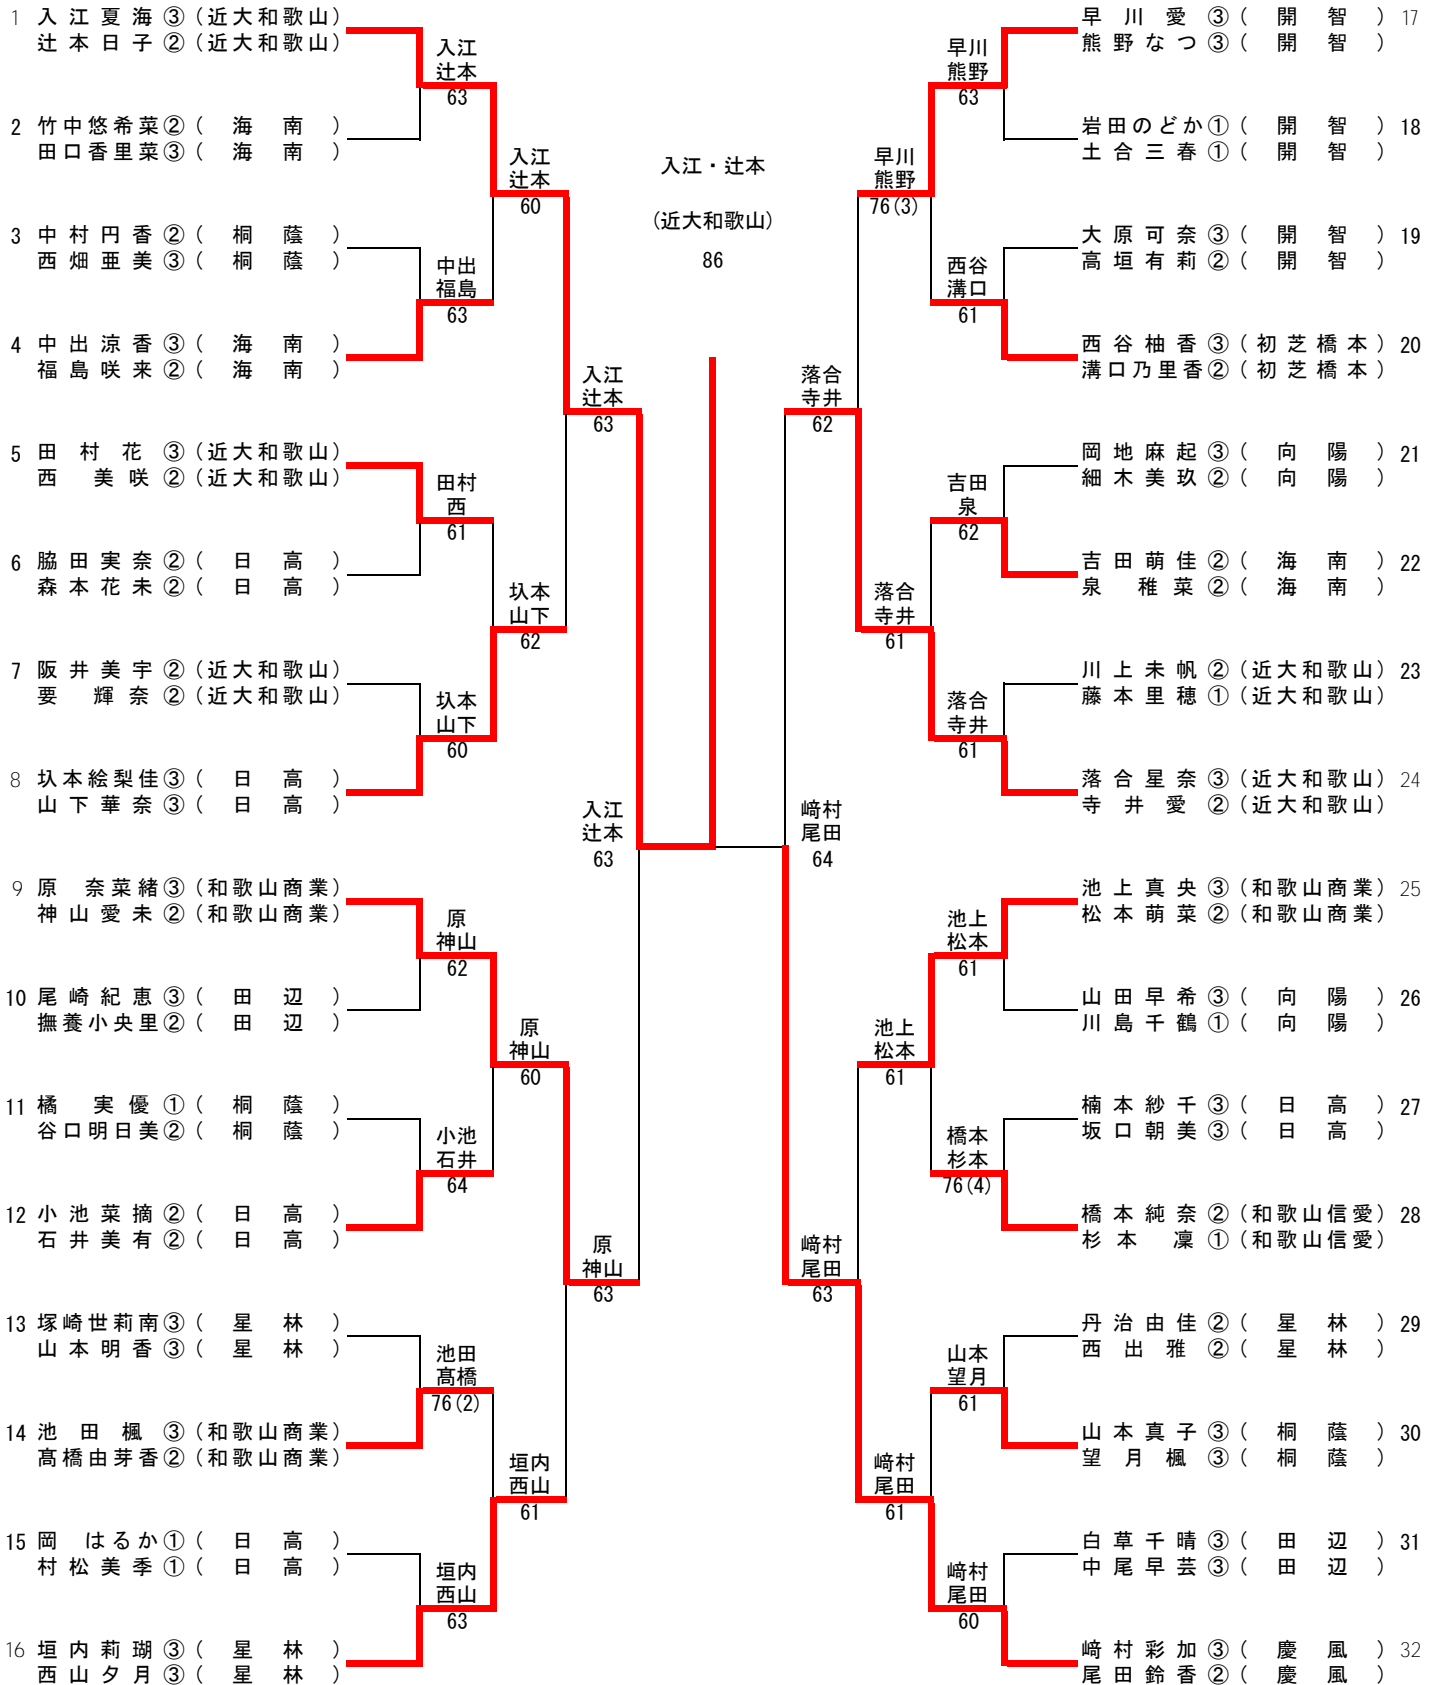 1 入江夏海③(近大和歌山)
辻本日子②(近大和歌山)
2 竹中悠希菜②(海南)
田口香里菜③(海南)
3 中村円香②(桐蔭)
西畑亜美③(桐蔭)
4 中出涼香③(海南)
福島咲来②(海南)
5 田村花③(近大和歌山)
西美咲②(近大和歌山)
6 脇田実奈②(日高)
森本花未②(日高)
7 阪井美宇②(近大和歌山)
要輝奈②(近大和歌山)
8 圦本絵梨佳③(日高)
山下華奈③(日高)
9 原奈菜緒③(和歌山商業)
神山愛未②(和歌山商業)
10 尾崎紀恵③(田辺)
撫養小央里②(田辺)
11 橘実優①(桐蔭)
谷口明日美②(桐蔭)
12 小池菜摘②(日高)
石井美有②(日高)
13 塚崎世莉南③(星林)
山本明香③(星林)
14 池田楓③(和歌山商業)
髙橋由芽香②(和歌山商業)
15 岡はるか①(日高)
村松美季①(日高)
16 垣内莉瑚③(星林)
西山夕月③(星林)
入江
辻本
63
中出
福島
63
田村
西
61
圦本
山下
60
原
神山
62
小池
石井
64
池田
髙橋
76(2)
垣内
西山
63
入江
辻本
60
圦本
山下
62
原
神山
60
垣内
西山
61
入江
辻本
63
原
神山
63
入江
辻本
63
入江・辻本
(近大和歌山)
86
﨑村
尾田
64
落合
寺井
62
﨑村
尾田
63
早川
熊野
76(3)
落合
寺井
61
池上
松本
61
﨑村
尾田
61
早川
熊野
63
西谷
溝口
61
吉田
泉
62
落合
寺井
61
池上
松本
61
橋本
杉本
76(4)
山本
望月
61
﨑村
尾田
60
早川愛③(開智) 17
熊野なつ③(開智)
岩田のどか①(開智) 18
土合三春①(開智)
大原可奈③(開智) 19
高垣有莉②(開智)
西谷柚香③(初芝橋本) 20
溝口乃里香②(初芝橋本)
岡地麻起③(向陽) 21
細木美玖②(向陽)
吉田萌佳②(海南) 22
泉稚菜②(海南)
川上未帆②(近大和歌山) 23
藤本里穂①(近大和歌山)
落合星奈③(近大和歌山) 24
寺井愛②(近大和歌山)
池上真央③(和歌山商業) 25
松本萌菜②(和歌山商業)
山田早希③(向陽) 26
川島千鶴①(向陽)
楠本紗千③(日高) 27
坂口朝美③(日高)
橋本純奈②(和歌山信愛) 28
杉本凜①(和歌山信愛)
丹治由佳②(星林) 29
西出雅②(星林)
山本真子③(桐蔭) 30
望月楓③(桐蔭)
白草千晴③(田辺) 31
中尾早芸③(田辺)
﨑村彩加③(慶風) 32
尾田鈴香②(慶風)